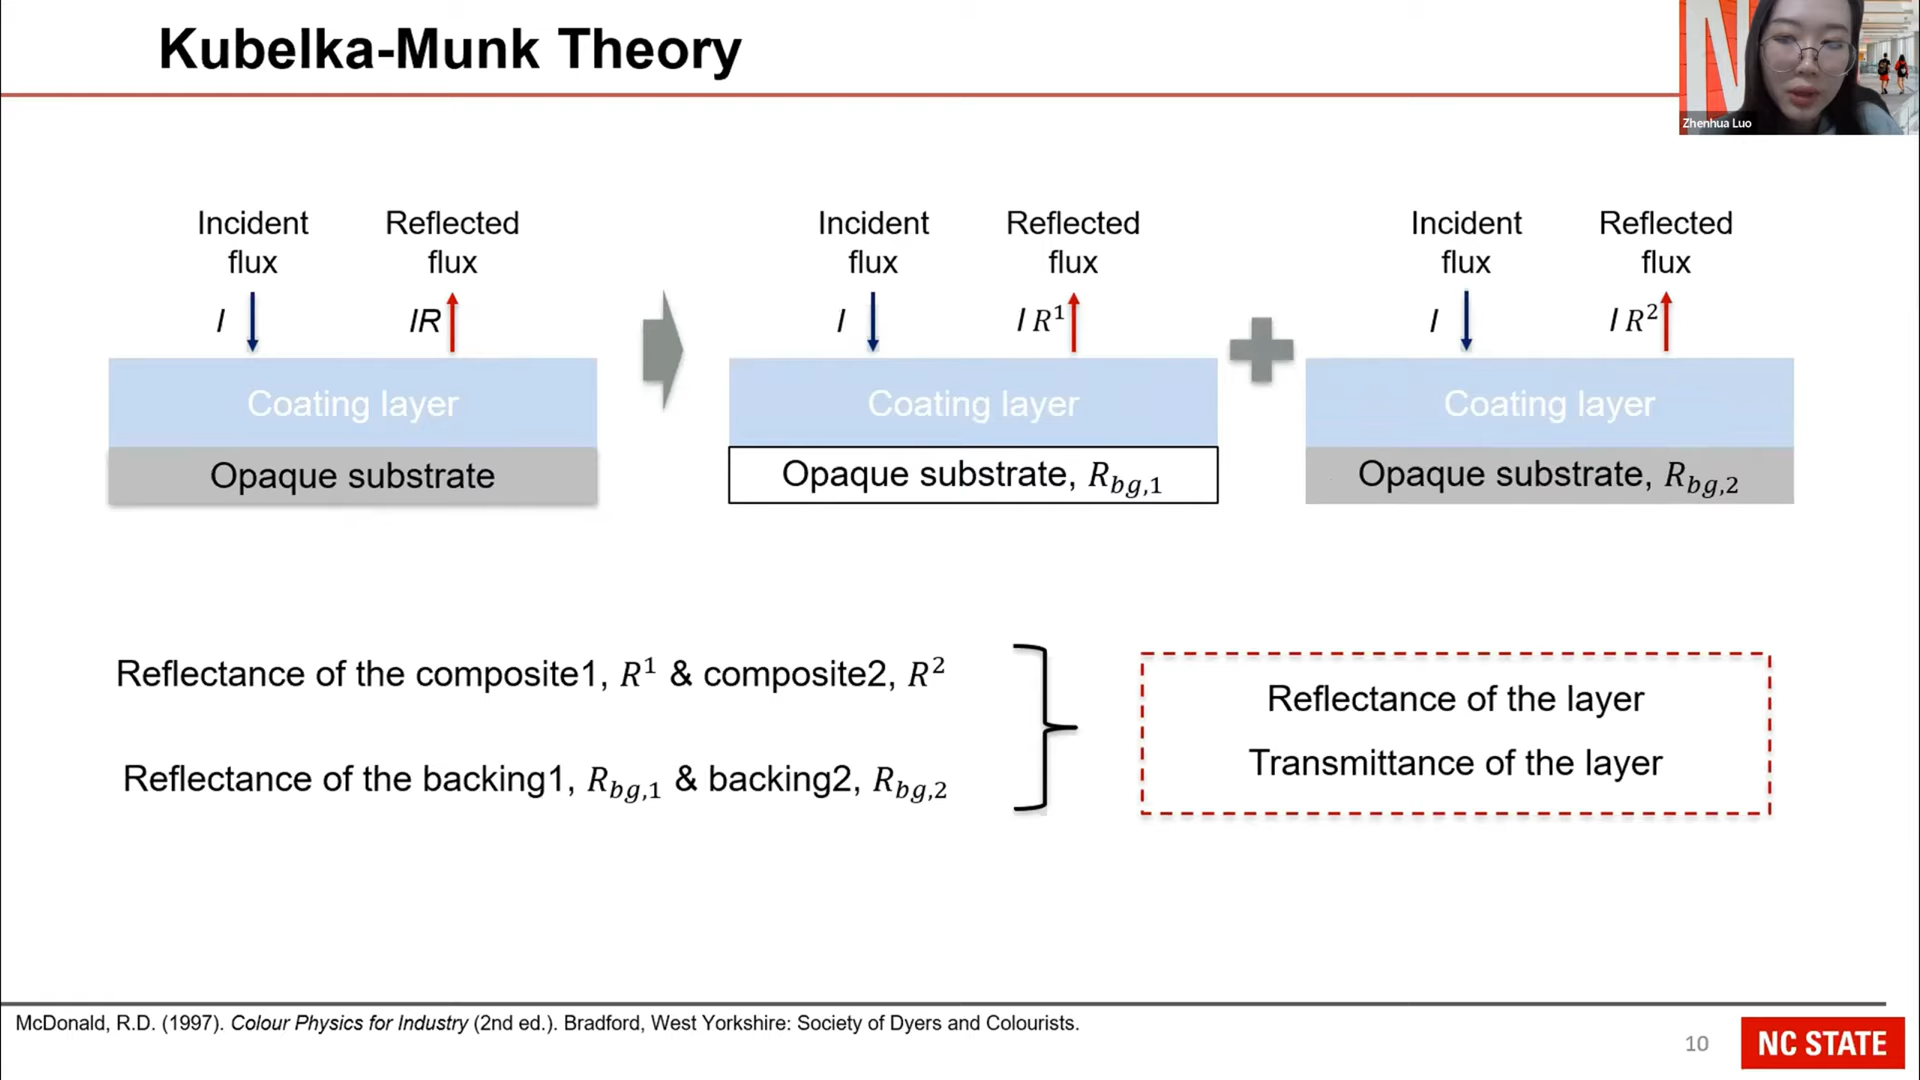 Kubelka-Munk Theory
Zhenhua Luo
Incident flux
Reflected flux
I
IR
Coating layer
Opaque substrate
Incident flux
Reflected flux
I
I R¹
Coating layer
Opaque substrate, R_bg,1
Incident flux
Reflected flux
I
I R²
Coating layer
Opaque substrate, R_bg,2
Reflectance of the composite1, R¹ & composite2, R²
Reflectance of the backing1, R_bg,1 & backing2, R_bg,2
Reflectance of the layer
Transmittance of the layer
McDonald, R.D. (1997). Colour Physics for Industry (2nd ed.). Bradford, West Yorkshire: Society of Dyers and Colourists.
10
NC STATE